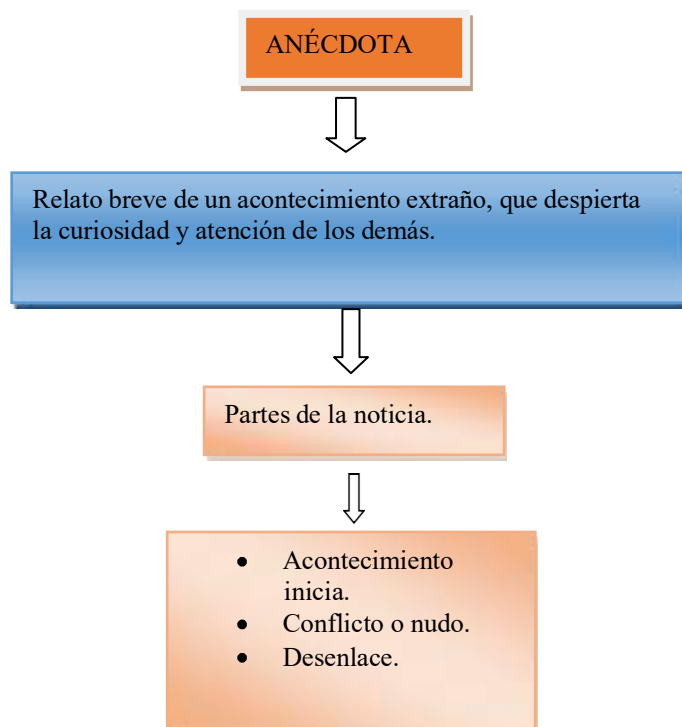 ANÉCDOTA
Relato breve de un acontecimiento extraño, que despierta
la curiosidad y atención de los demás.
Partes de la noticia.
• Acontecimiento
inicia.
• Conflicto o nudo.
• Desenlace.